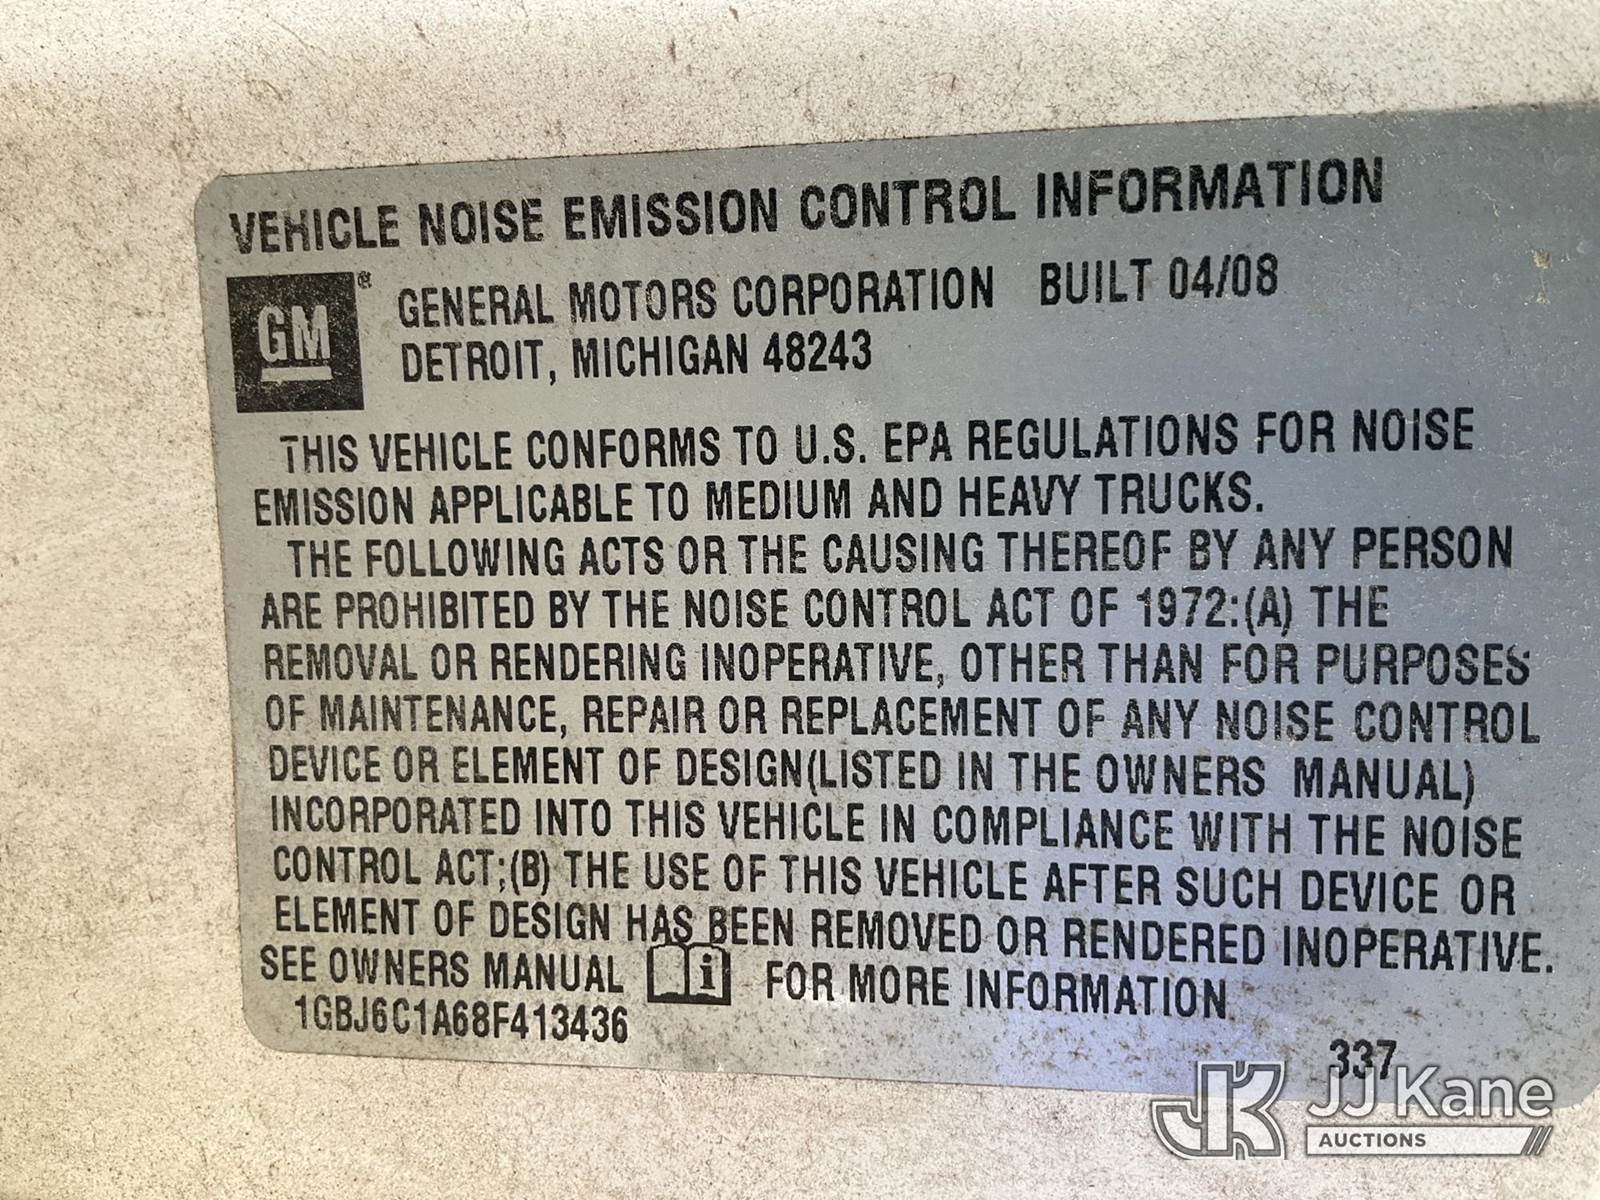 VEHICLE NOISE EMISSION CONTROL INFORMATION
GM®
GENERAL MOTORS CORPORATION BUILT 04/08
DETROIT, MICHIGAN 48243
THIS VEHICLE CONFORMS TO U.S. EPA REGULATIONS FOR NOISE
EMISSION APPLICABLE TO MEDIUM AND HEAVY TRUCKS.
THE FOLLOWING ACTS OR THE CAUSING THEREOF BY ANY PERSON
ARE PROHIBITED BY THE NOISE CONTROL ACT OF 1972:(A) THE
REMOVAL OR RENDERING INOPERATIVE, OTHER THAN FOR PURPOSES
OF MAINTENANCE, REPAIR OR REPLACEMENT OF ANY NOISE CONTROL
DEVICE OR ELEMENT OF DESIGN(LISTED IN THE OWNERS MANUAL)
INCORPORATED INTO THIS VEHICLE IN COMPLIANCE WITH THE NOISE
CONTROL ACT;(B) THE USE OF THIS VEHICLE AFTER SUCH DEVICE OR
ELEMENT OF DESIGN HAS BEEN REMOVED OR RENDERED INOPERATIVE.
SEE OWNERS MANUAL i FOR MORE INFORMATION
1GBJ6C1A68F413436
337
JK JJ Kane
AUCTIONS